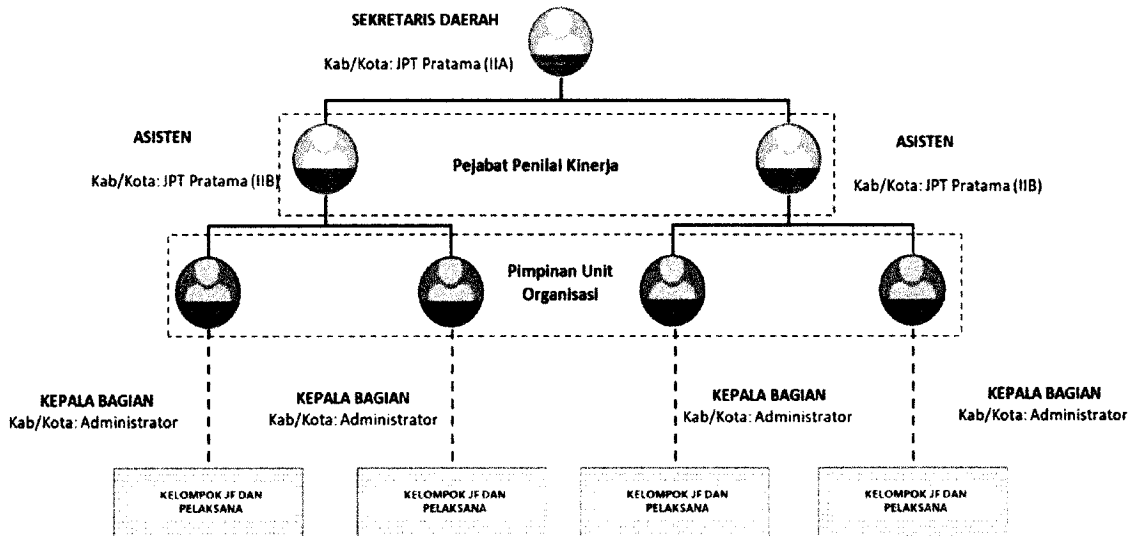 SEKRETARIS DAERAH
Kab/Kota: JPT Pratama (IIA)
ASISTEN
Kab/Kota: JPT Pratama (IIB)
Pejabat Penilai Kinerja
ASISTEN
Kab/Kota: JPT Pratama (IIB)
Pimpinan Unit
Organisasi
KEPALA BAGIAN
Kab/Kota: Administrator
KEPALA BAGIAN
Kab/Kota: Administrator
KEPALA BAGIAN
Kab/Kota: Administrator
KEPALA BAGIAN
Kab/Kota: Administrator
KELOMPOK JF DAN
PELAKSANA
KELOMPOK JF DAN
PELAKSANA
KELOMPOK JF DAN
PELAKSANA
KELOMPOK JF DAN
PELAKSANA